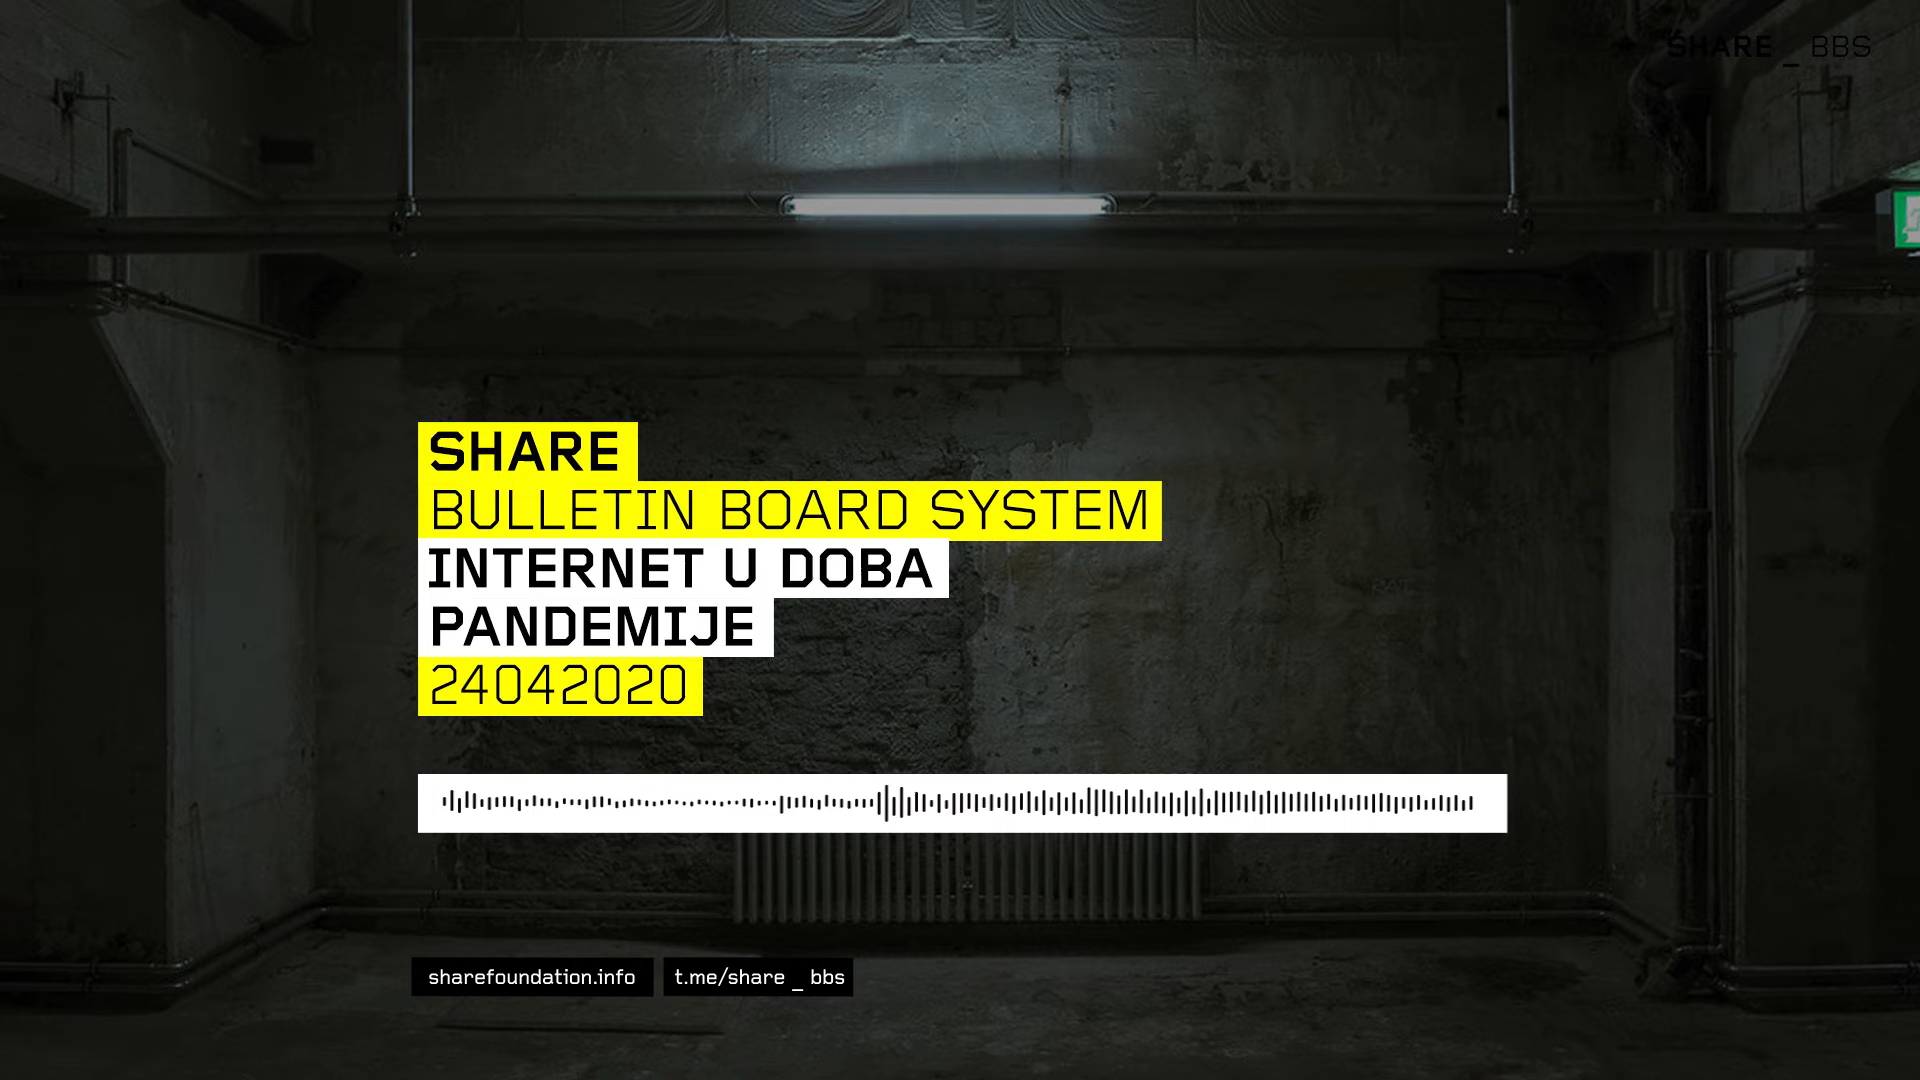 SHARE _ BBS
SHARE
BULLETIN BOARD SYSTEM
INTERNET U DOBA
PANDEMIJE
24042020
sharefoundation.info
t.me/share _ bbs